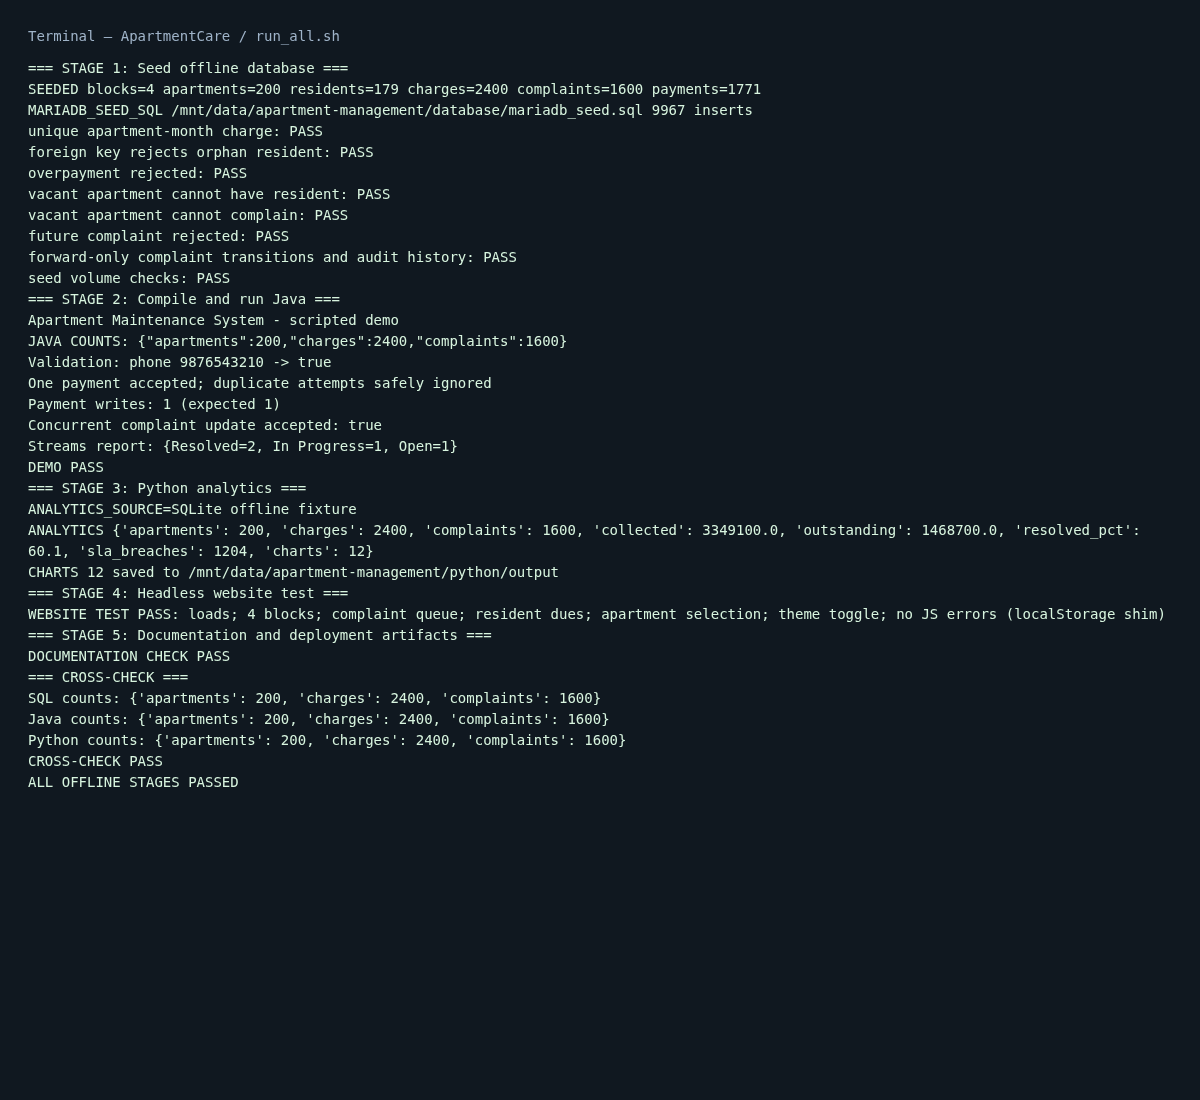 Terminal — ApartmentCare / run_all.sh
=== STAGE 1: Seed offline database ===
SEEDED blocks=4 apartments=200 residents=179 charges=2400 complaints=1600 payments=1771
MARIADB_SEED_SQL /mnt/data/apartment-management/database/mariadb_seed.sql 9967 inserts
unique apartment-month charge: PASS
foreign key rejects orphan resident: PASS
overpayment rejected: PASS
vacant apartment cannot have resident: PASS
vacant apartment cannot complain: PASS
future complaint rejected: PASS
forward-only complaint transitions and audit history: PASS
seed volume checks: PASS
=== STAGE 2: Compile and run Java ===
Apartment Maintenance System - scripted demo
JAVA COUNTS: {"apartments":200,"charges":2400,"complaints":1600}
Validation: phone 9876543210 -> true
One payment accepted; duplicate attempts safely ignored
Payment writes: 1 (expected 1)
Concurrent complaint update accepted: true
Streams report: {Resolved=2, In Progress=1, Open=1}
DEMO PASS
=== STAGE 3: Python analytics ===
ANALYTICS_SOURCE=SQLite offline fixture
ANALYTICS {'apartments': 200, 'charges': 2400, 'complaints': 1600, 'collected': 3349100.0, 'outstanding': 1468700.0, 'resolved_pct':
60.1, 'sla_breaches': 1204, 'charts': 12}
CHARTS 12 saved to /mnt/data/apartment-management/python/output
=== STAGE 4: Headless website test ===
WEBSITE TEST PASS: loads; 4 blocks; complaint queue; resident dues; apartment selection; theme toggle; no JS errors (localStorage shim)
=== STAGE 5: Documentation and deployment artifacts ===
DOCUMENTATION CHECK PASS
=== CROSS-CHECK ===
SQL counts: {'apartments': 200, 'charges': 2400, 'complaints': 1600}
Java counts: {'apartments': 200, 'charges': 2400, 'complaints': 1600}
Python counts: {'apartments': 200, 'charges': 2400, 'complaints': 1600}
CROSS-CHECK PASS
ALL OFFLINE STAGES PASSED